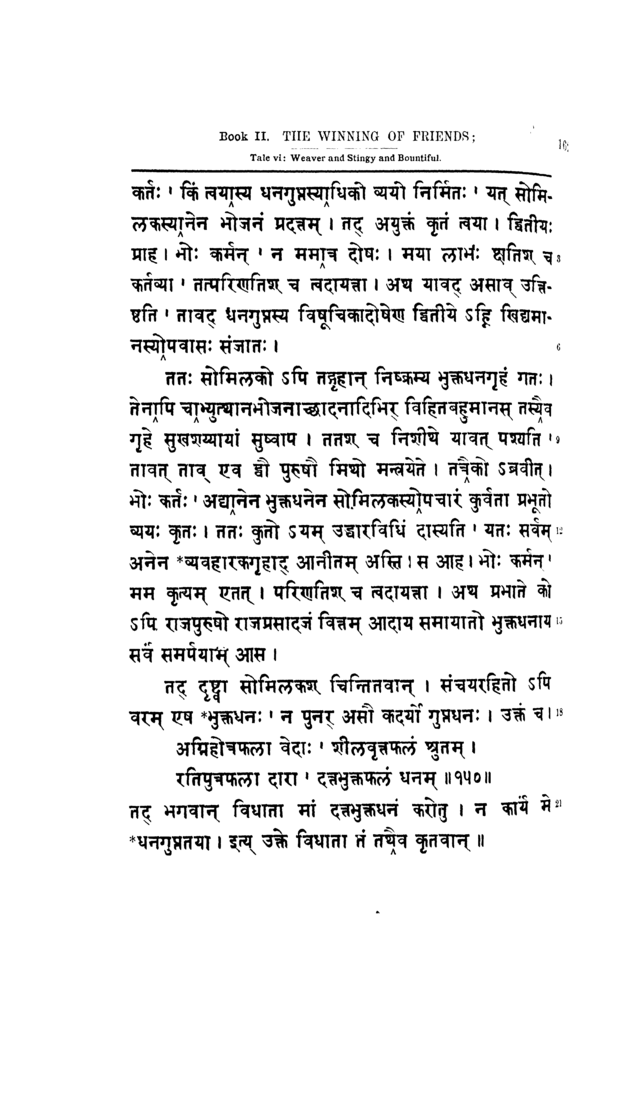 Book II. THE WINNING OF FRIENDS;
Tale vi: Weaver and Stingy and Bountiful.
कर्तः ' किं त्वया्स्य धनगुप्तस्या्धिको व्ययो निर्मितः ' यत् सोमि-
लकस्या्नेन भोजनं प्रदत्तम् । तद् अयुक्तं कृतं त्वया । द्वितीयः
प्राह । भोः कर्मन् ' न ममा्त्र दोषः । मया लाभः क्षतिश् च 3
कर्तव्या ' तत्परिणतिश् च त्वदायत्ता । अथ यावद् असाव् उत्ति-
ष्ठति ' तावद् धनगुप्तस्य विषूचिकादोषेण द्वितीये ऽह्नि खिद्यमा-
नस्यो्पवासः संजातः । 6
ततः सोमिलको ऽपि तद्गृहान् निष्क्रम्य भुक्तधनगृहं गतः ।
तेना्पि चा्भ्युत्थानभोजनाच्छादनादिभिर् विहितबहुमानस् तस्यै्व
गृहे सुखशय्यायां सुष्वाप । ततश् च निशीथे यावत् पश्यति ' 9
तावत् ताव् एव द्वौ पुरुषौ मिथो मन्त्रयेते । तत्रै्को ऽब्रवीत् ।
भोः कर्तः ' अद्या्नेन भुक्तधनेन सोमिलकस्यो्पचारं कुर्वता प्रभूतो
व्ययः कृतः । ततः कुतो ऽयम् उद्धारविधिं दास्यति ' यतः सर्वम् 12
अनेन *व्यवहारकगृहाद् आनीतम् अस्ति । स आह । भोः कर्मन् '
मम कृत्यम् एतत् । परिणतिश् च त्वदायत्ता । अथ प्रभाते को
ऽपि राजपुरुषो राजप्रसादजं वित्तम् आदाय समायातो भुक्तधनाय 15
सर्वं समर्पयाम् आस ।
तद् दृष्ट्वा सोमिलकश् चिन्तितवान् । संचयरहितो ऽपि
वरम् एष *भुक्तधनः ' न पुनर् असौ कदर्यो गुप्तधनः । उक्तं च । 18
अग्निहोत्रफला वेदाः ' शीलवृत्तफलं श्रुतम् ।
रतिपुत्रफला दारा ' दत्तभुक्तफलं धनम् ॥१५०॥
तद् भगवान् विधाता मां दत्तभुक्तधनं करोतु । न कार्यं मे 21
*धनगुप्ततया । इत्य् उक्ते विधाता तं तथै्व कृतवान् ॥